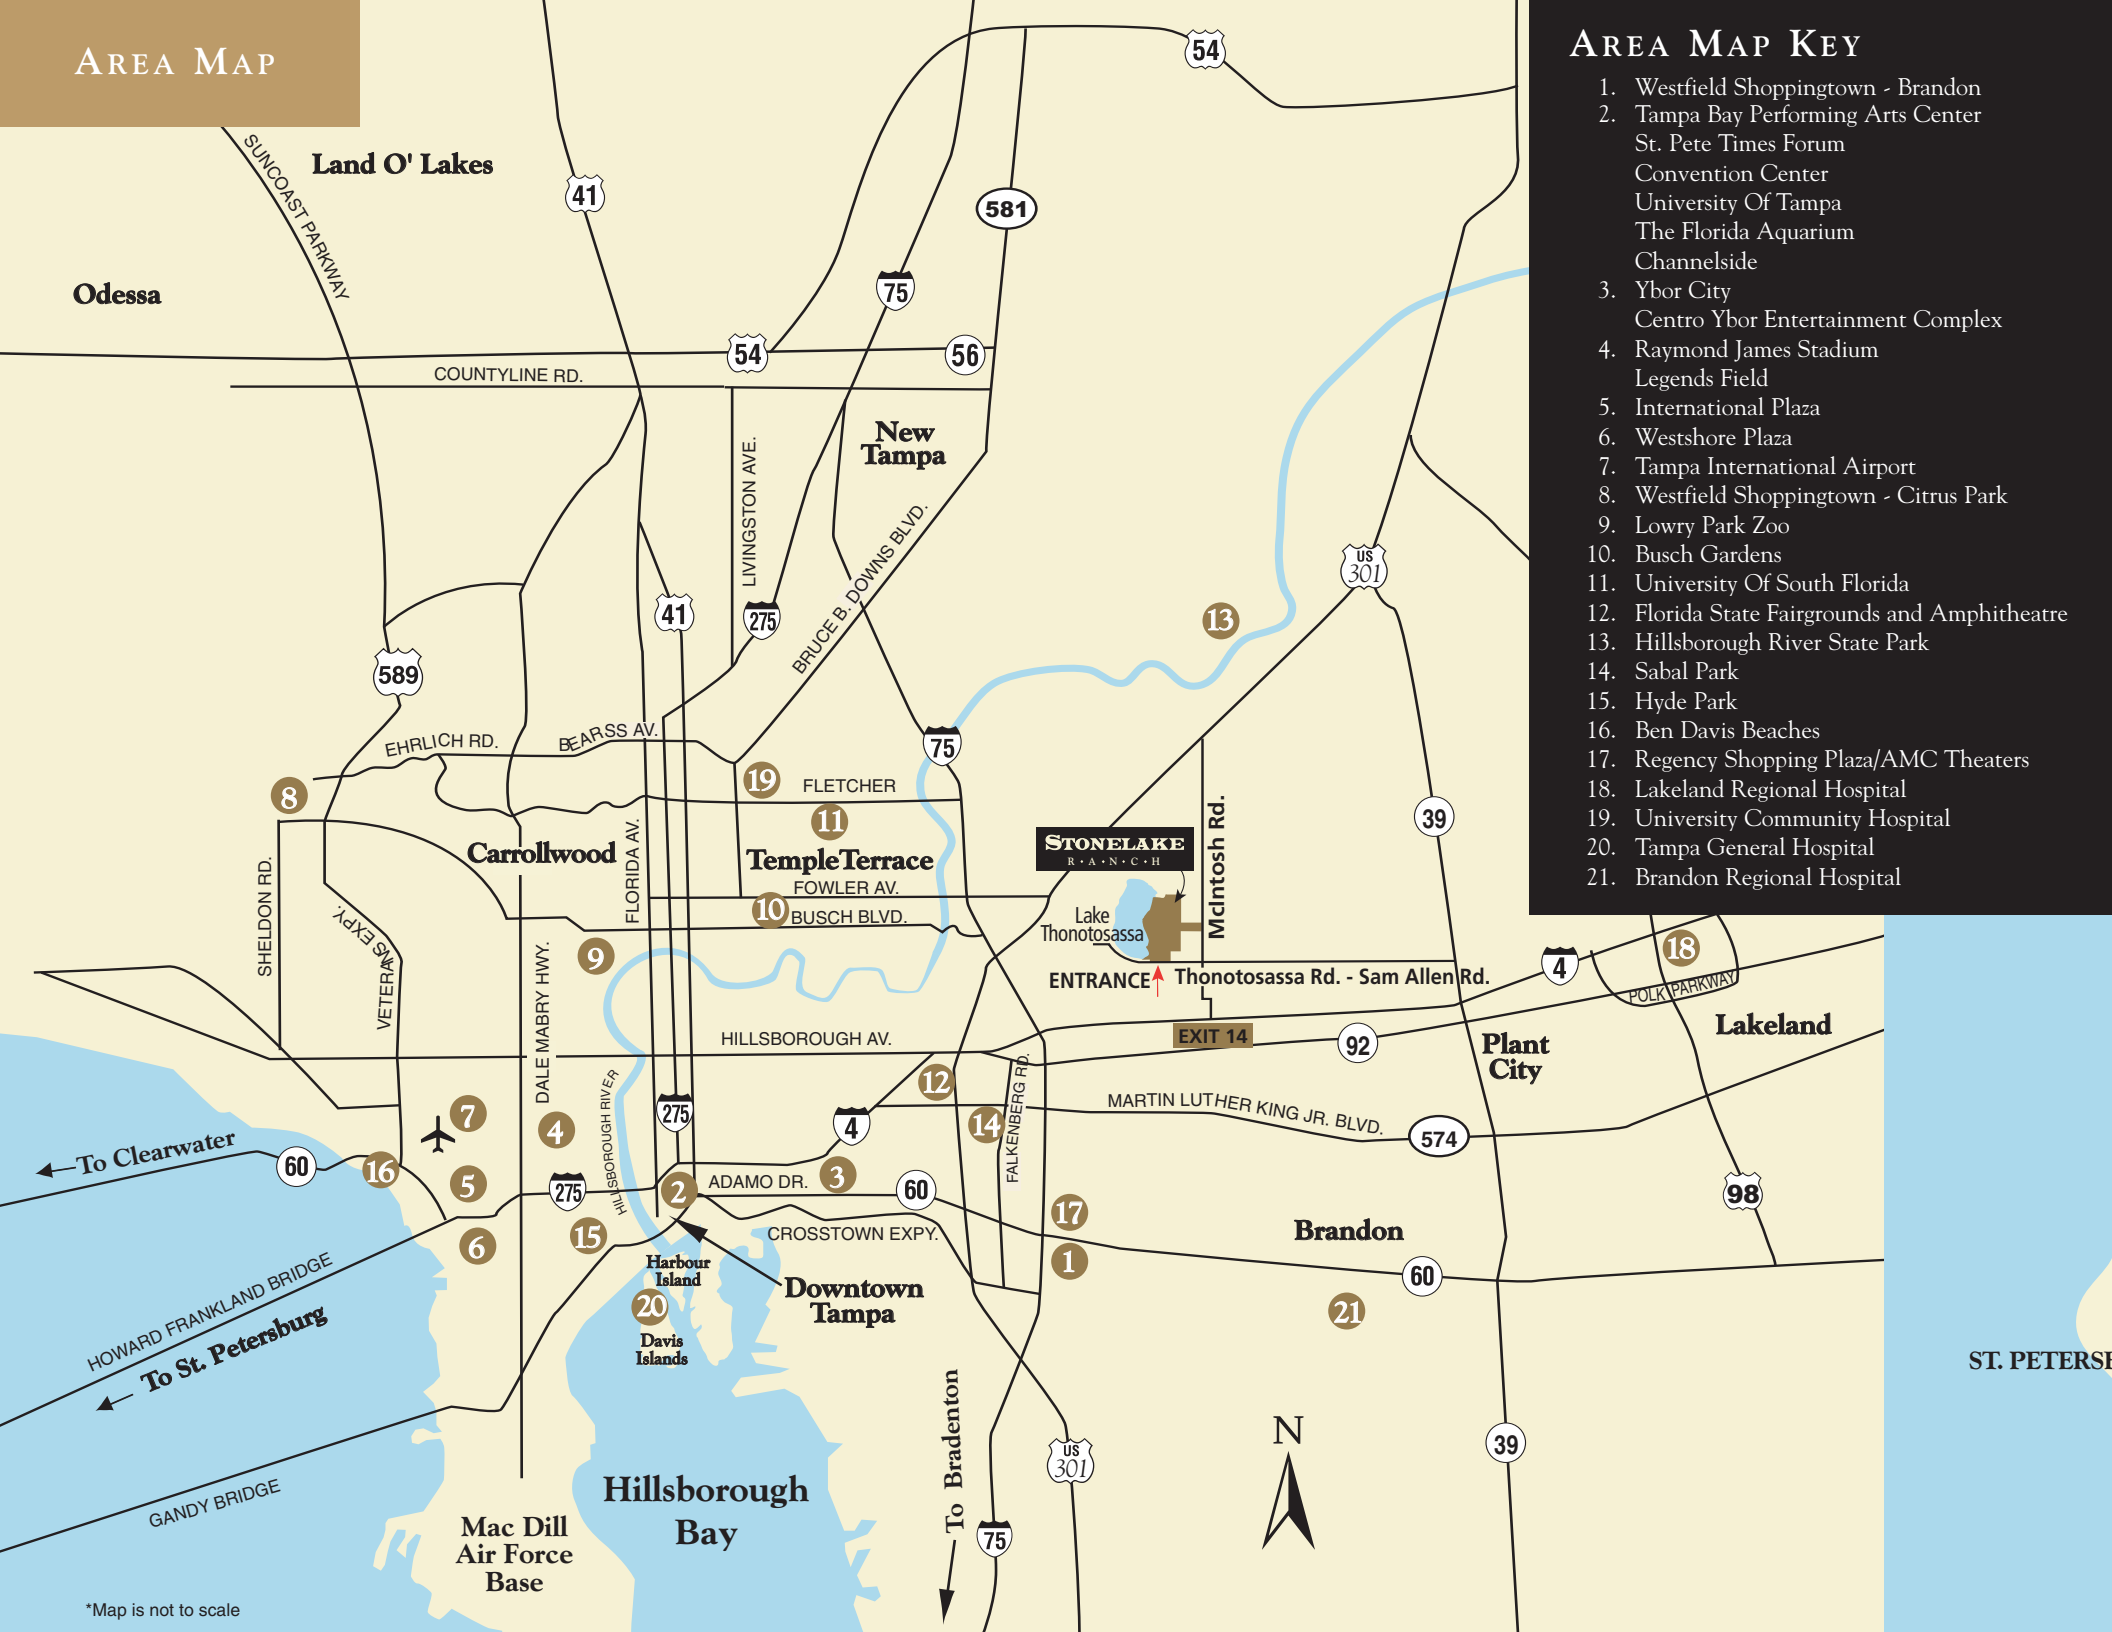 AREA MAP
AREA MAP KEY
1. Westfield Shoppingtown - Brandon
2. Tampa Bay Performing Arts Center
St. Pete Times Forum
Convention Center
University Of Tampa
The Florida Aquarium
Channelside
3. Ybor City
Centro Ybor Entertainment Complex
4. Raymond James Stadium
Legends Field
5. International Plaza
6. Westshore Plaza
7. Tampa International Airport
8. Westfield Shoppingtown - Citrus Park
9. Lowry Park Zoo
10. Busch Gardens
11. University Of South Florida
12. Florida State Fairgrounds and Amphitheatre
13. Hillsborough River State Park
14. Sabal Park
15. Hyde Park
16. Ben Davis Beaches
17. Regency Shopping Plaza/AMC Theaters
18. Lakeland Regional Hospital
19. University Community Hospital
20. Tampa General Hospital
21. Brandon Regional Hospital
54
SUNCOAST PARKWAY
Land O' Lakes
41
581
Odessa
75
54
56
COUNTYLINE RD.
New
Tampa
LIVINGSTON AVE.
BRUCE B. DOWNS BLVD.
US
301
41
275
13
589
EHRLICH RD.
BEARSS AV.
75
8
19
FLETCHER
11
39
McIntosh Rd.
STONELAKE
R·A·N·C·H
Carrollwood
FLORIDA AV.
Temple Terrace
SHELDON RD.
VETERANS EXPY.
FOWLER AV.
10
BUSCH BLVD.
Lake
Thonotosassa
9
DALE MABRY HWY.
ENTRANCE
Thonotosassa Rd. - Sam Allen Rd.
4
18
POLK PARKWAY
Lakeland
HILLSBOROUGH AV.
EXIT 14
92
Plant
City
12
FALKENBERG RD.
HILLSBOROUGH RIVER
7
4
275
4
14
MARTIN LUTHER KING JR. BLVD.
574
To Clearwater
60
16
5
275
2
ADAMO DR.
3
60
98
17
6
15
CROSSTOWN EXPY.
1
Brandon
60
HOWARD FRANKLAND BRIDGE
To St. Petersburg
Harbour
Island
20
Davis
Islands
Downtown
Tampa
21
ST. PETERSB
To Bradenton
N
39
US
301
75
GANDY BRIDGE
Hillsborough
Bay
Mac Dill
Air Force
Base
*Map is not to scale